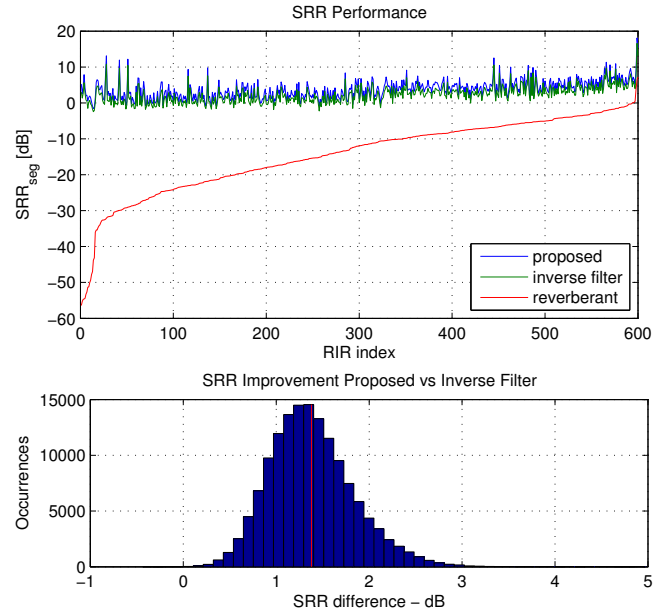 SRR Performance
20
10
0
−10
−20
−30
−40
−50
−60
SRRseg [dB]
proposed
inverse filter
reverberant
0 100 200 300 400 500 600
RIR index
SRR Improvement Proposed vs Inverse Filter
15000
10000
5000
0
Occurrences
−1 0 1 2 3 4 5
SRR difference − dB